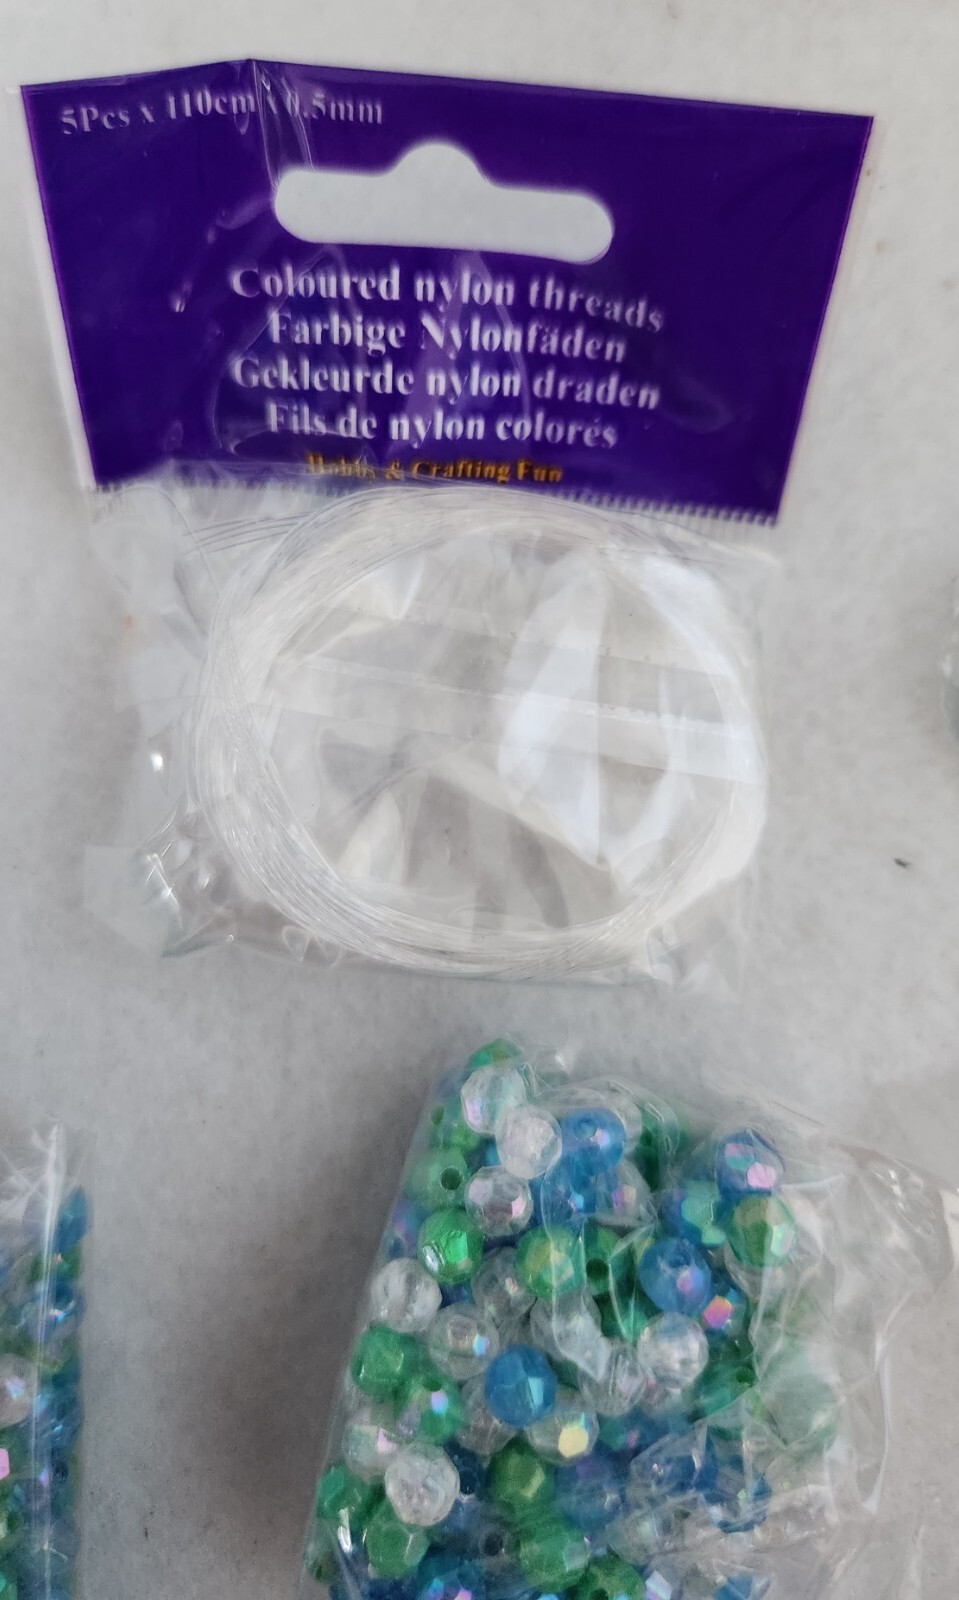 5Pcs x 110cm x 0.5mm
Coloured nylon threads
Farbige Nylonfäden
Gekleurde nylon draden
Fils de nylon colorés
Hobby & Crafting Fun